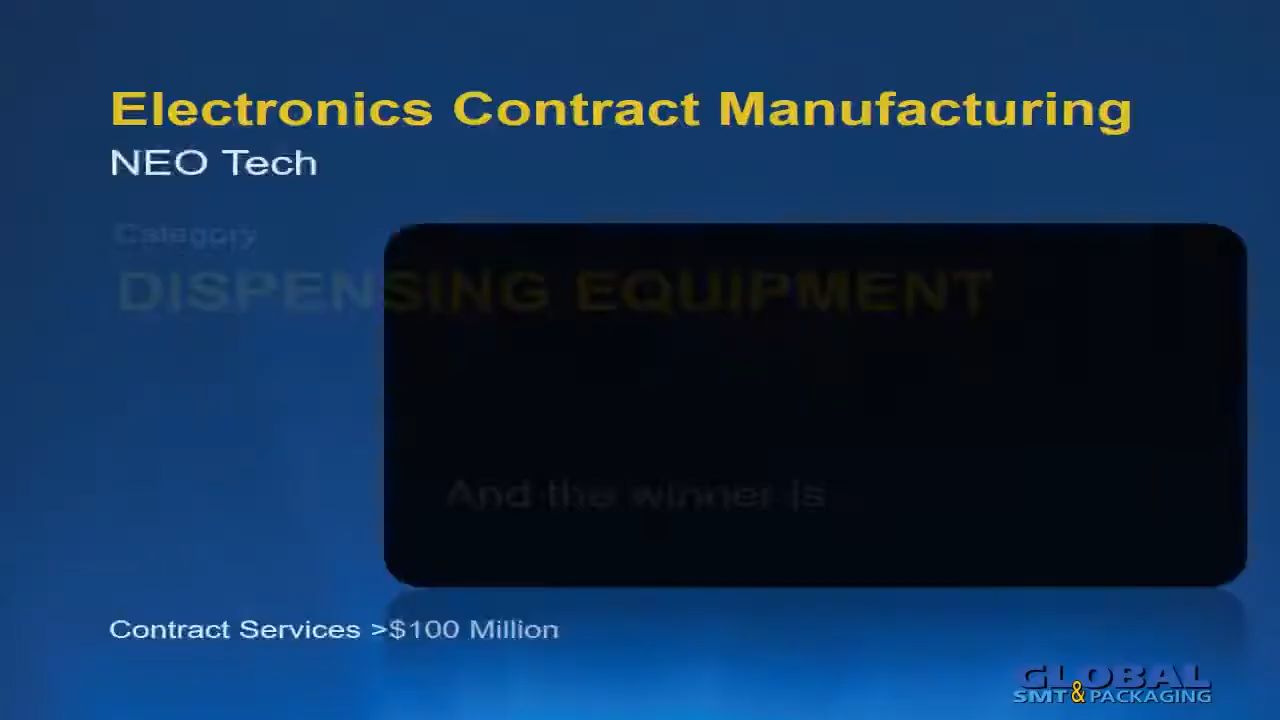 Electronics Contract Manufacturing
NEO Tech
Category
DISPENSING EQUIPMENT
And the winner is
Contract Services >$100 Million
GLOBAL
SMT&PACKAGING